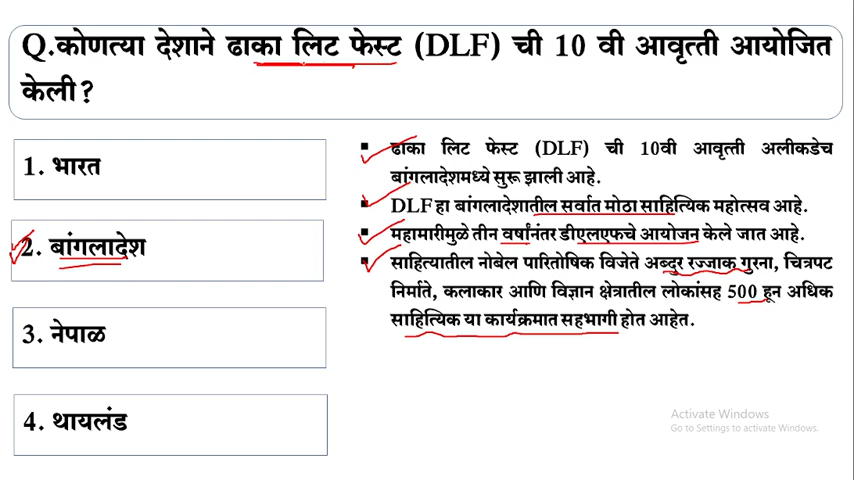 Q.कोणत्या देशाने ढाका लिट फेस्ट (DLF) ची 10 वी आवृत्ती आयोजित
केली?
1. भारत
2. बांगलादेश
3. नेपाळ
4. थायलंड
▪ ढाका लिट फेस्ट (DLF) ची 10वी आवृत्ती अलीकडेच
बांगलादेशमध्ये सुरू झाली आहे.
▪ DLF हा बांगलादेशातील सर्वात मोठा साहित्यिक महोत्सव आहे.
▪ महामारीमुळे तीन वर्षांनंतर डीएलएफचे आयोजन केले जात आहे.
▪ साहित्यातील नोबेल पारितोषिक विजेते अब्दुर रज्जाक गुरना, चित्रपट
निर्माते, कलाकार आणि विज्ञान क्षेत्रातील लोकांसह 500 हून अधिक
साहित्यिक या कार्यक्रमात सहभागी होत आहेत.
Activate Windows
Go to Settings to activate Windows.